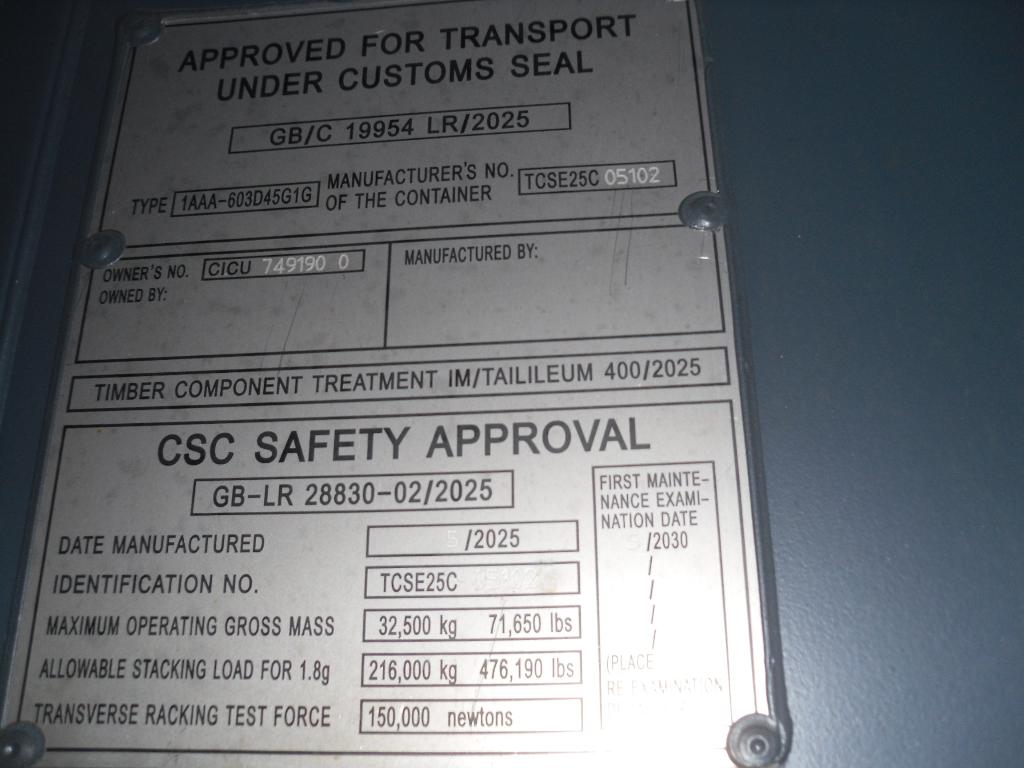 APPROVED FOR TRANSPORT
UNDER CUSTOMS SEAL
GB/C 19954 LR/2025
TYPE 1AAA-603D45G1G
MANUFACTURER'S NO.
OF THE CONTAINER
TCSE25C 05102
OWNER'S NO. CICU 749190 0
OWNED BY:
MANUFACTURED BY:
TIMBER COMPONENT TREATMENT IM/TAILILEUM 400/2025
CSC SAFETY APPROVAL
GB-LR 28830-02/2025
DATE MANUFACTURED 5/2025
IDENTIFICATION NO. TCSE25C 05102
MAXIMUM OPERATING GROSS MASS 32,500 kg 71,650 lbs
ALLOWABLE STACKING LOAD FOR 1.8g 216,000 kg 476,190 lbs
TRANSVERSE RACKING TEST FORCE 150,000 newtons
FIRST MAINTE-
NANCE EXAMI-
NATION DATE
5/2030
/
/
/
(PLACE
RE EXAMINATION